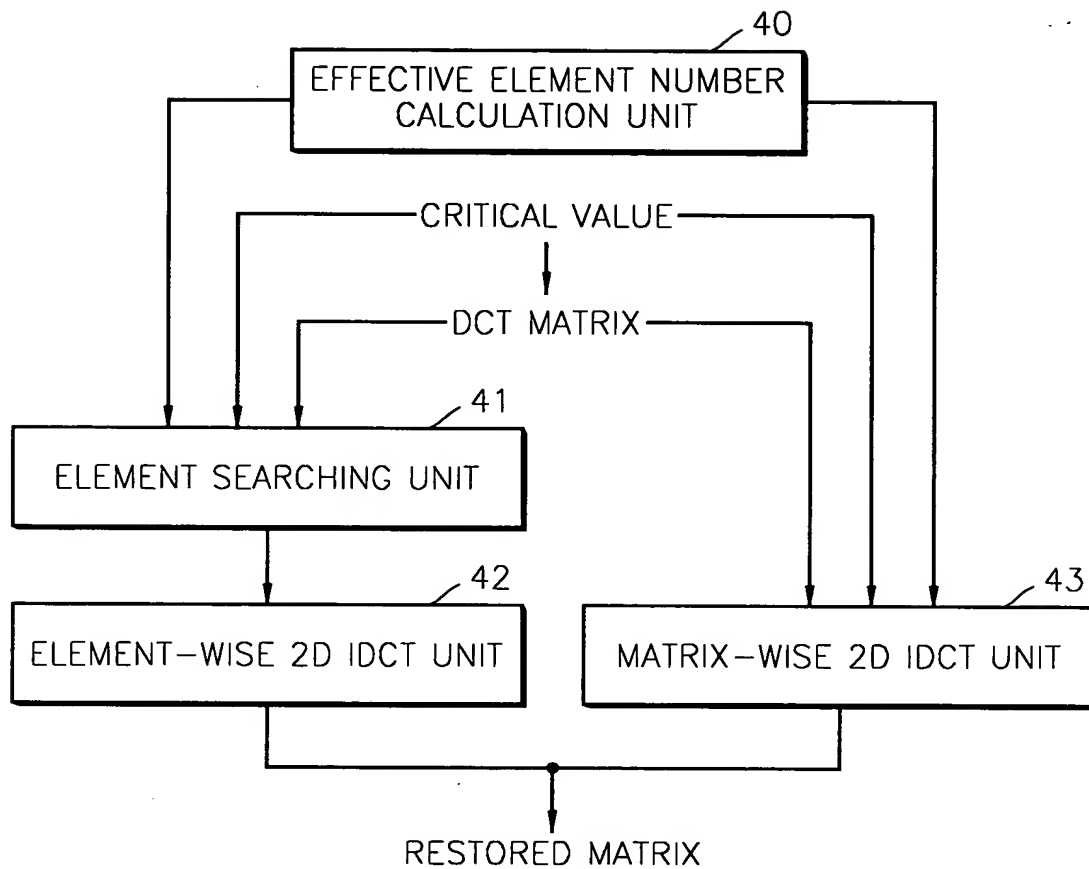 40
EFFECTIVE ELEMENT NUMBER
CALCULATION UNIT
CRITICAL VALUE
DCT MATRIX
41
ELEMENT SEARCHING UNIT
42
43
ELEMENT-WISE 2D IDCT UNIT
MATRIX-WISE 2D IDCT UNIT
RESTORED MATRIX